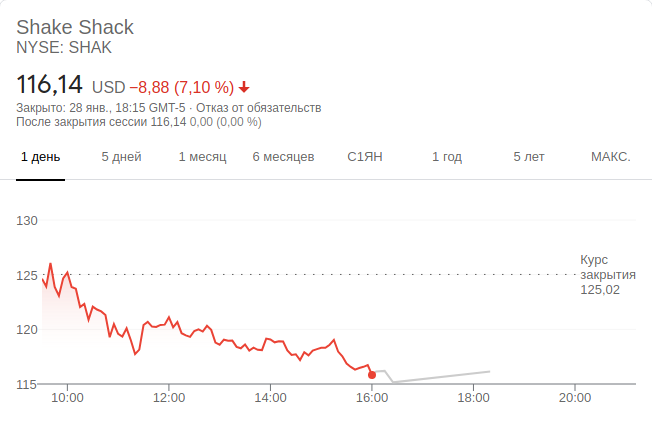 Shake Shack
NYSE: SHAK
116,14 USD −8,88 (7,10 %)
Закрыто: 28 янв., 18:15 GMT-5 · Отказ от обязательств
После закрытия сессии 116,14 0,00 (0,00 %)
1 день 5 дней 1 месяц 6 месяцев С1ЯН 1 год 5 лет МАКС.
130
Курс
125 закрытия
125,02
120
115
10:00 12:00 14:00 16:00 18:00 20:00